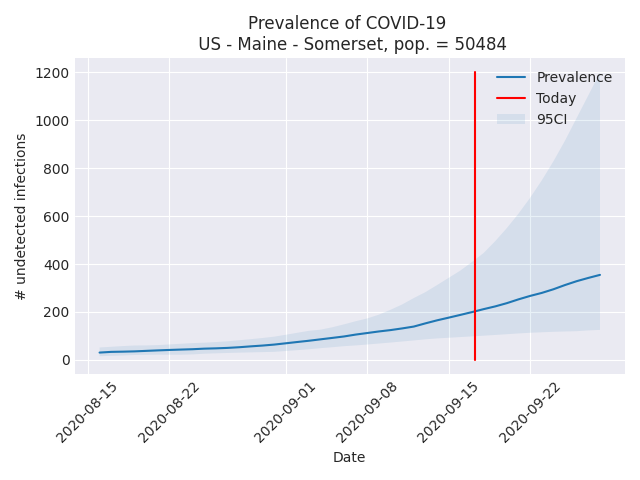 Prevalence of COVID-19
US - Maine - Somerset, pop. = 50484
1200
1000
800
600
400
200
0
# undetected infections
Prevalence
Today
95CI
2020-08-15
2020-08-22
2020-09-01
2020-09-08
2020-09-15
2020-09-22
Date